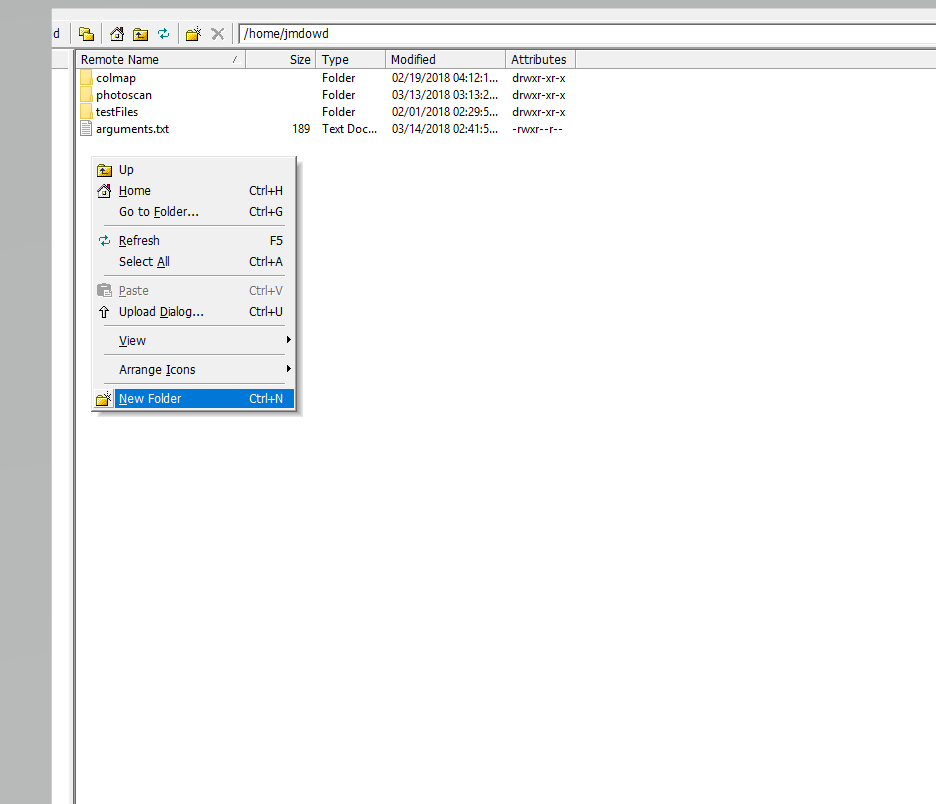 d /home/jmdowd
Remote Name / Size Type Modified Attributes
colmap Folder 02/19/2018 04:12:1... drwxr-xr-x
photoscan Folder 03/13/2018 03:13:2... drwxr-xr-x
testFiles Folder 02/01/2018 02:29:5... drwxr-xr-x
arguments.txt 189 Text Doc... 03/14/2018 02:41:5... -rwxr--r--
Up
Home Ctrl+H
Go to Folder... Ctrl+G
Refresh F5
Select All Ctrl+A
Paste Ctrl+V
Upload Dialog... Ctrl+U
View
Arrange Icons
New Folder Ctrl+N